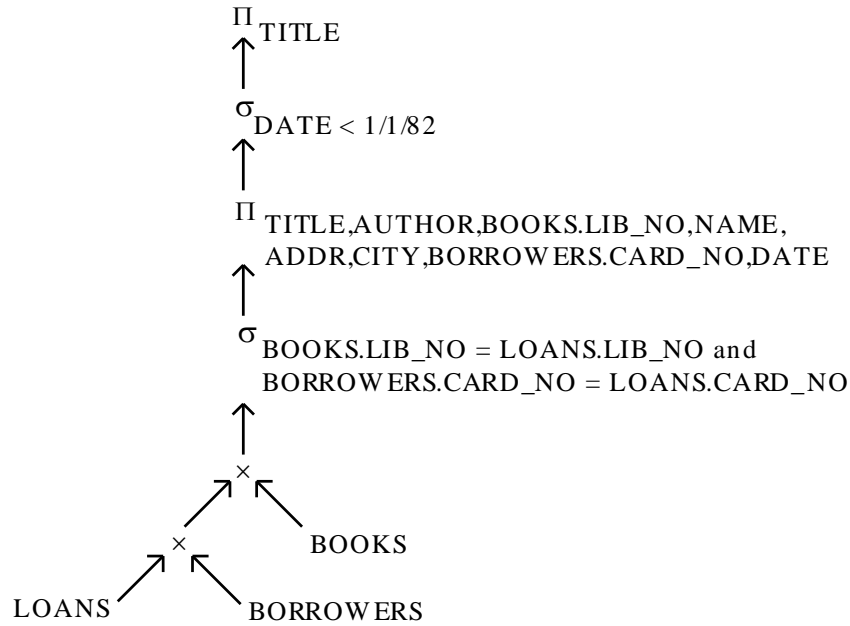 Π TITLE
σ DATE < 1/1/82
Π TITLE,AUTHOR,BOOKS.LIB_NO,NAME,
ADDR,CITY,BORROWERS.CARD_NO,DATE
σ BOOKS.LIB_NO = LOANS.LIB_NO and
BORROWERS.CARD_NO = LOANS.CARD_NO
×
× BOOKS
LOANS BORROWERS